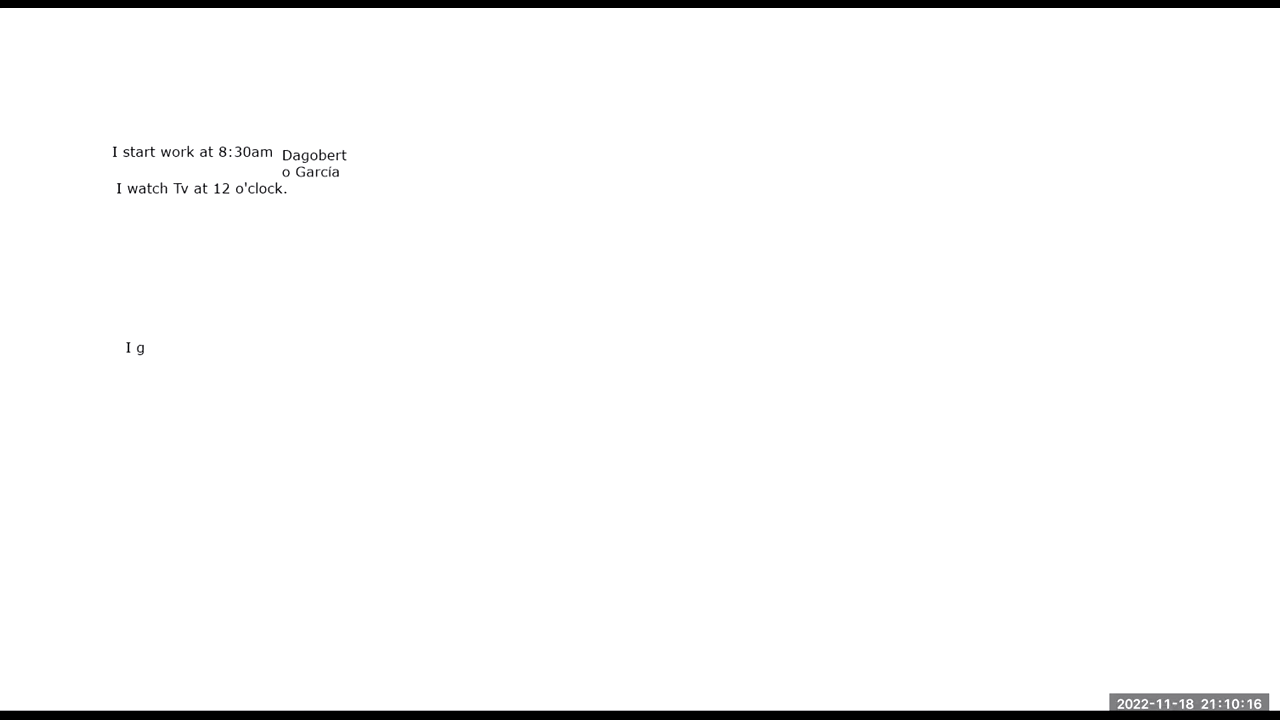 I start work at 8:30am
Dagobert
o García
I watch Tv at 12 o'clock.
I g
2022-11-18 21:10:16